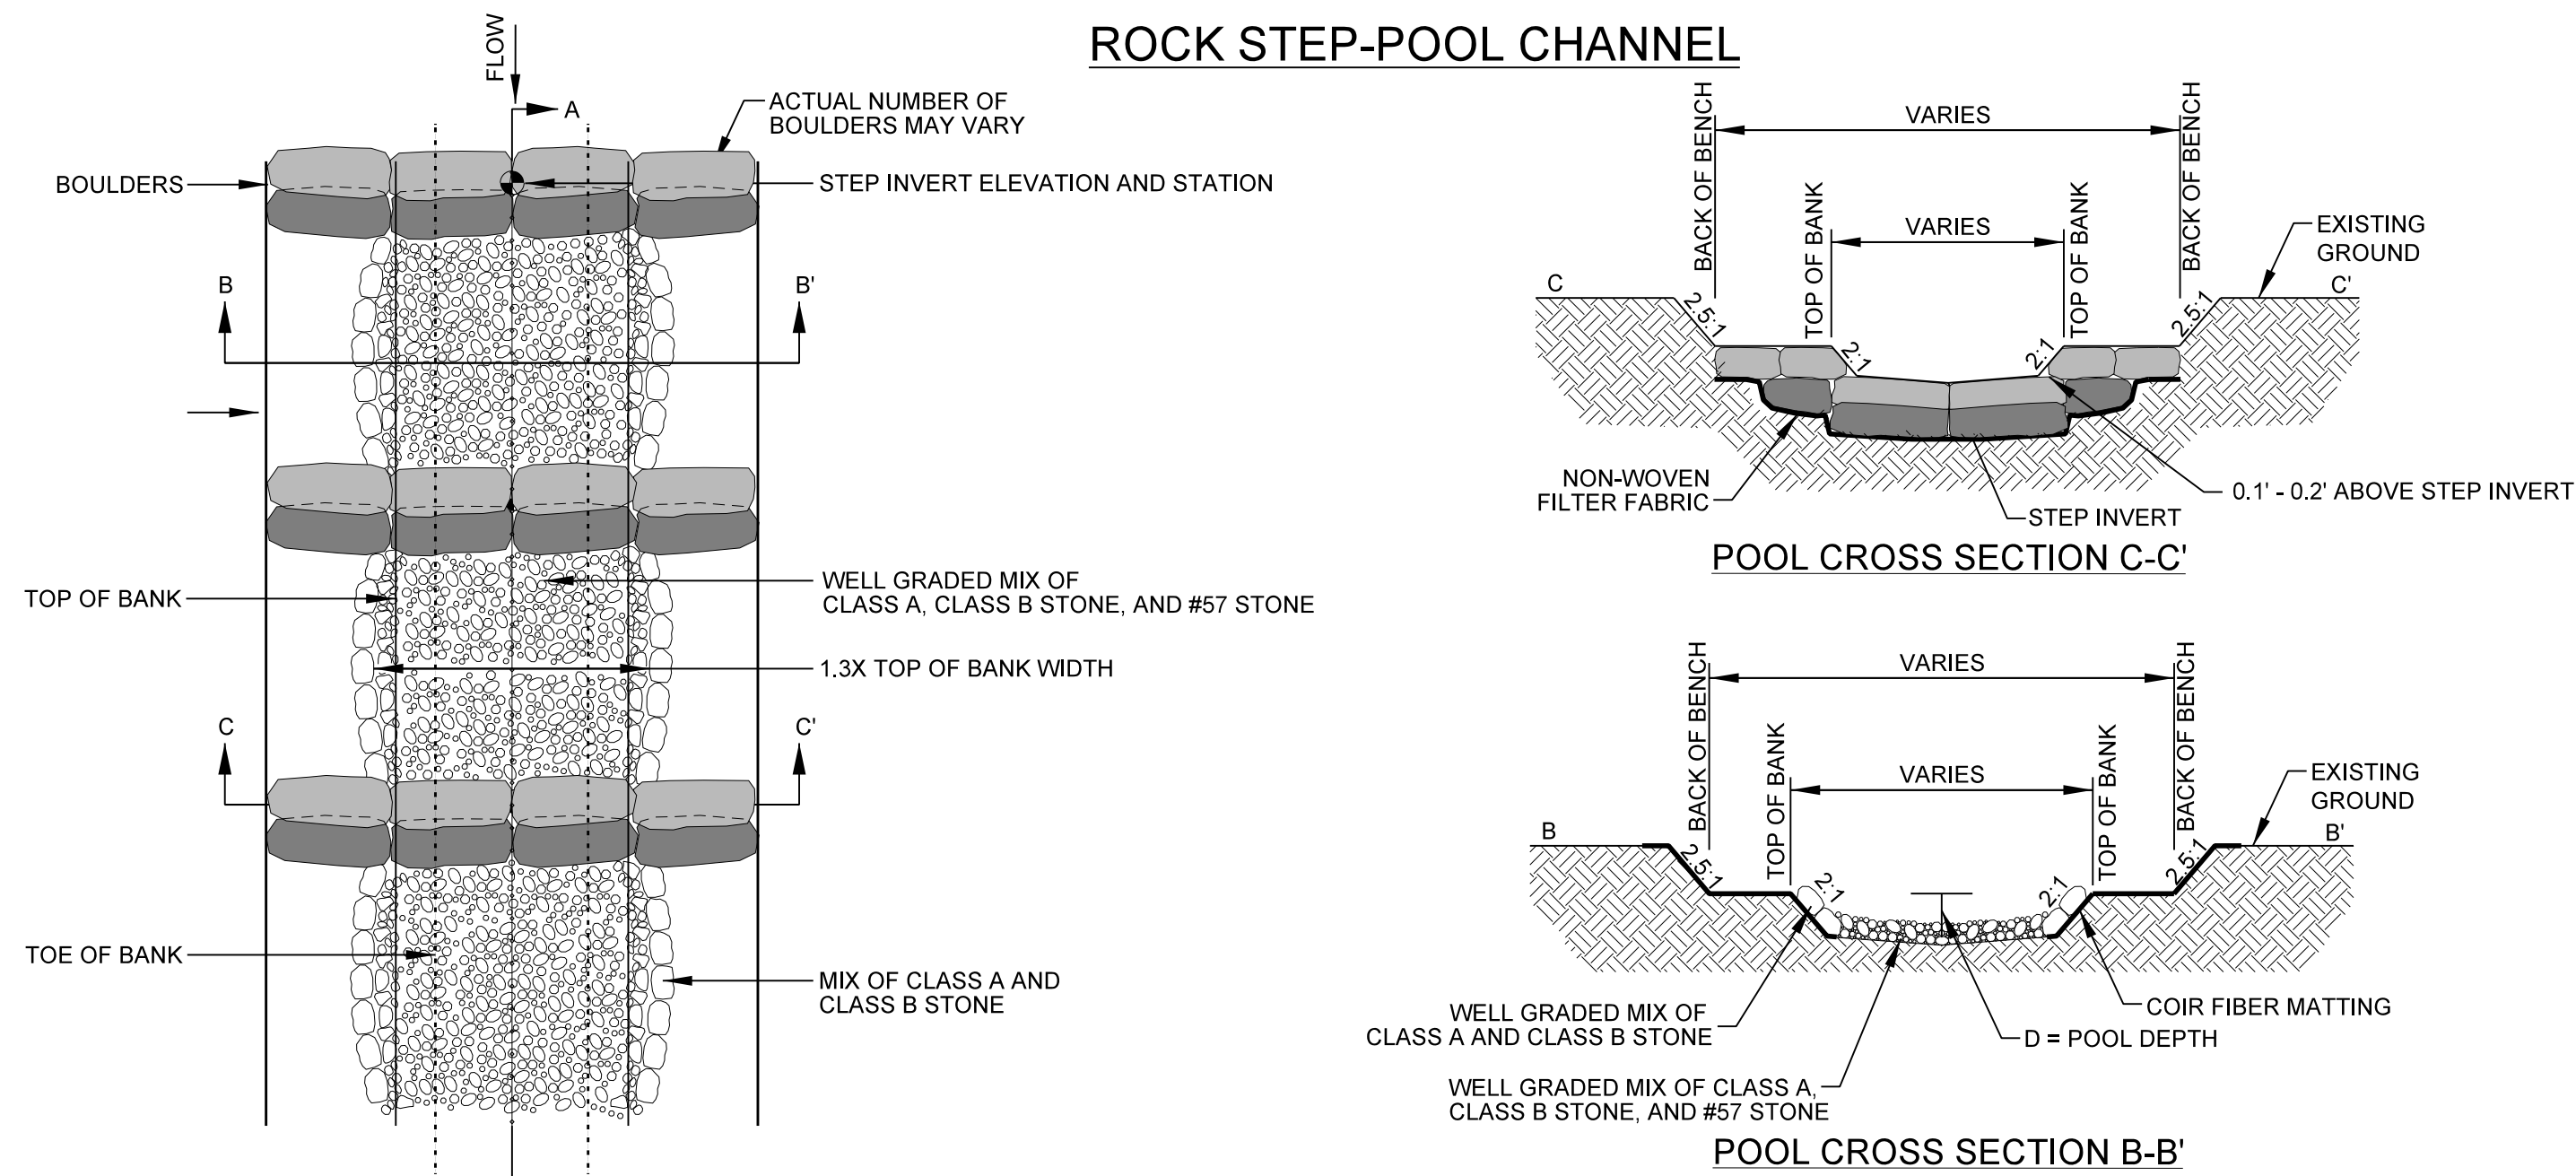 ROCK STEP-POOL CHANNEL
FLOW
A
ACTUAL NUMBER OF
BOULDERS MAY VARY
BOULDERS
STEP INVERT ELEVATION AND STATION
B
B'
TOP OF BANK
WELL GRADED MIX OF
CLASS A, CLASS B STONE, AND #57 STONE
1.3X TOP OF BANK WIDTH
C
C'
TOE OF BANK
MIX OF CLASS A AND
CLASS B STONE
BACK OF BENCH
VARIES
BACK OF BENCH
TOP OF BANK
VARIES
TOP OF BANK
EXISTING
GROUND
C
C'
2.5:1
2:1
2:1
2.5:1
NON-WOVEN
FILTER FABRIC
0.1' - 0.2' ABOVE STEP INVERT
STEP INVERT
POOL CROSS SECTION C-C'
BACK OF BENCH
VARIES
BACK OF BENCH
TOP OF BANK
VARIES
TOP OF BANK
EXISTING
GROUND
B
B'
2.5:1
2:1
2:1
2.5:1
WELL GRADED MIX OF
CLASS A AND CLASS B STONE
COIR FIBER MATTING
D = POOL DEPTH
WELL GRADED MIX OF CLASS A,
CLASS B STONE, AND #57 STONE
POOL CROSS SECTION B-B'